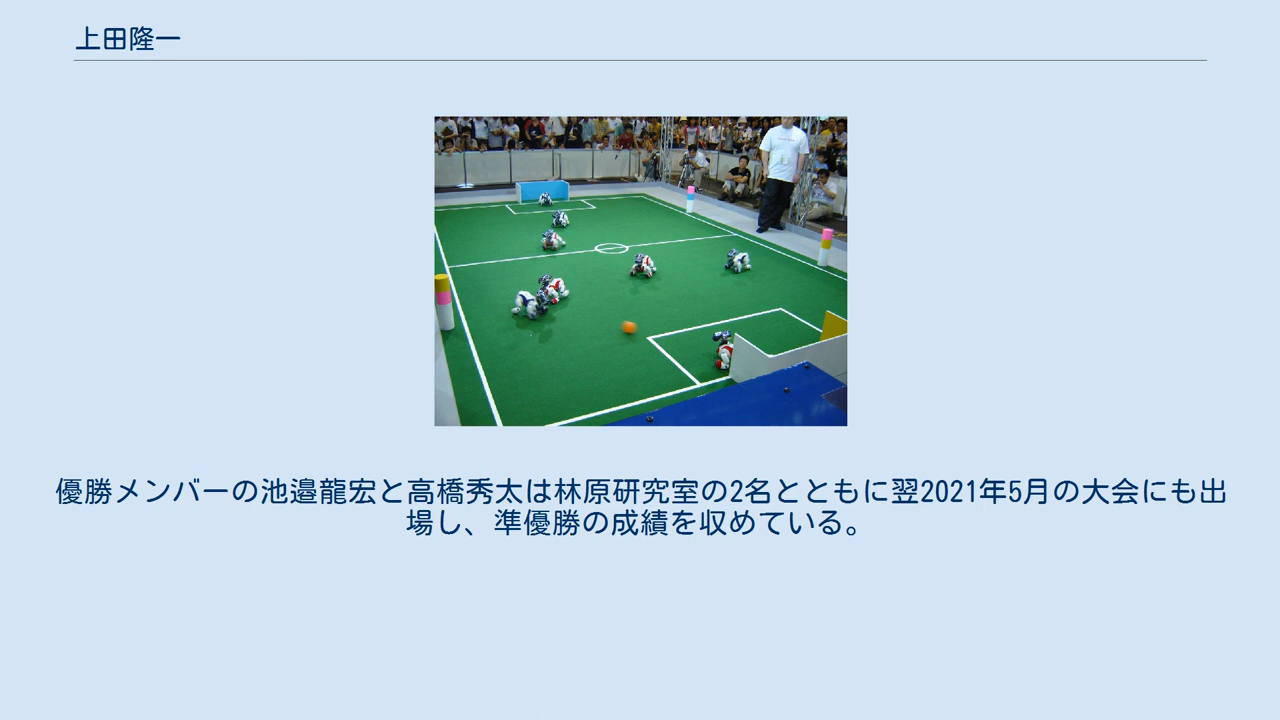 上田隆一
優勝メンバーの池邉龍宏と高橋秀太は林原研究室の2名とともに翌2021年5月の大会にも出
場し、準優勝の成績を収めている。